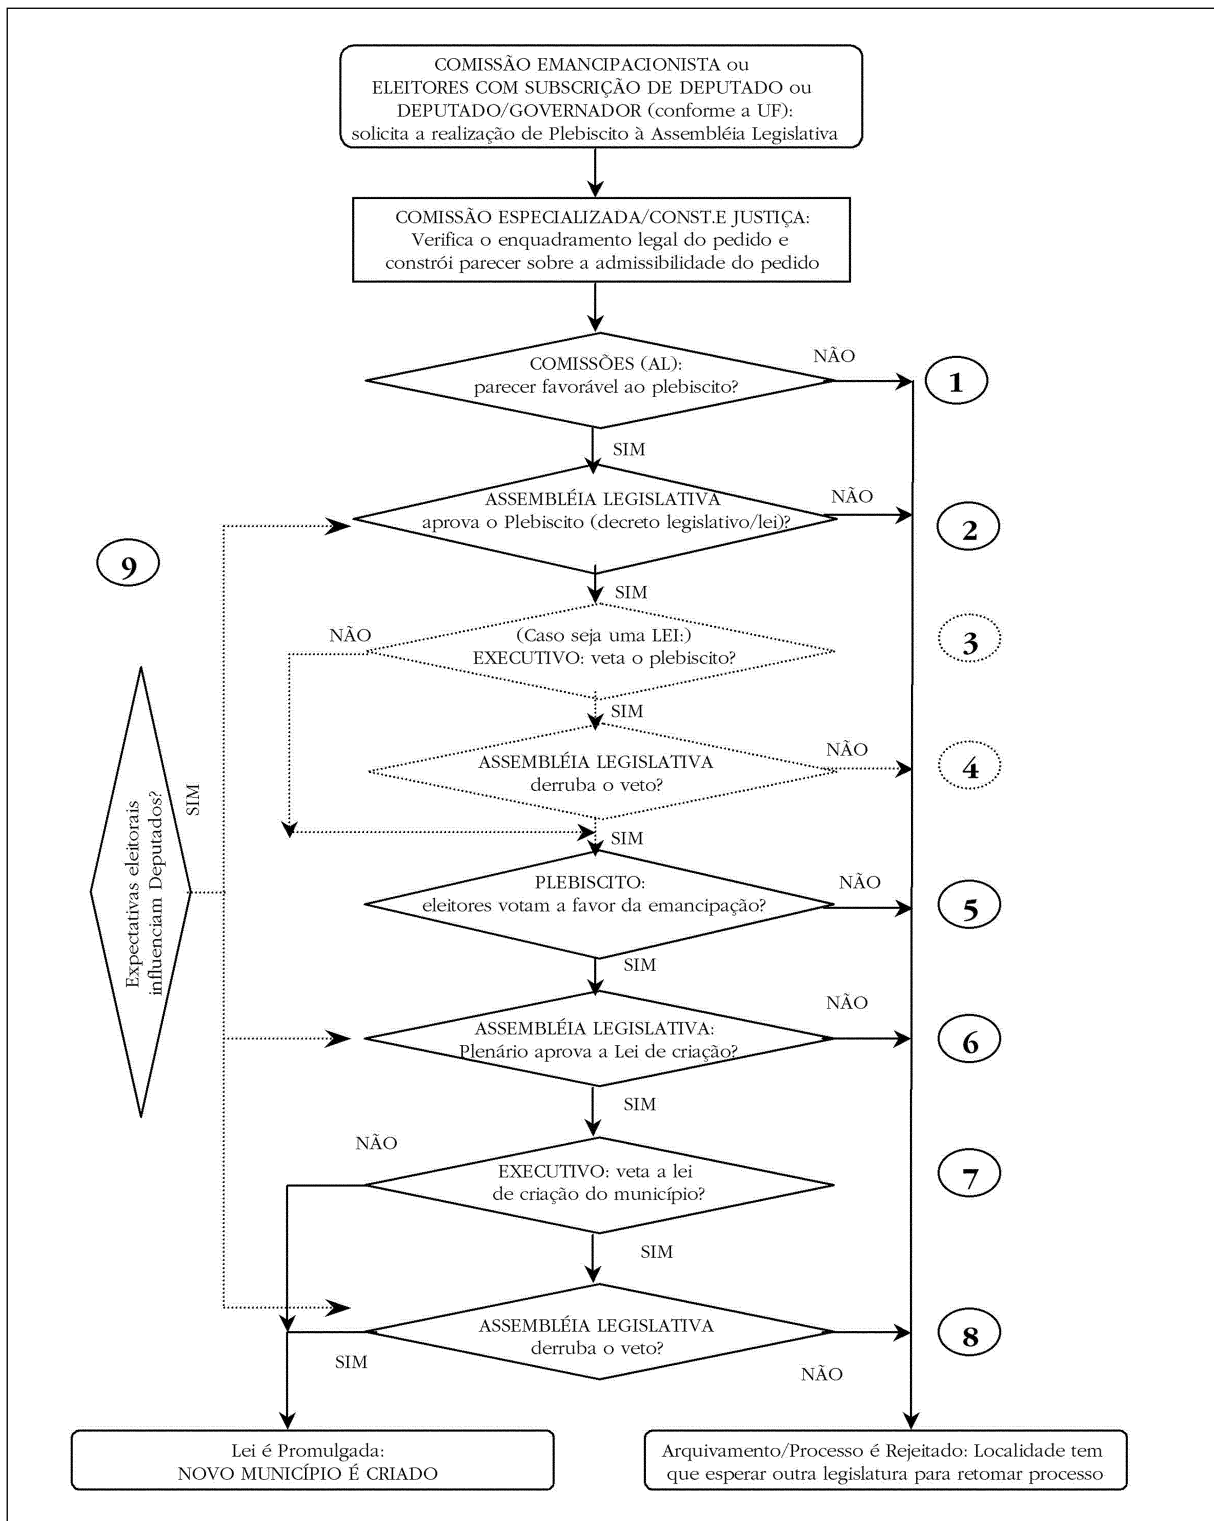 COMISSÃO EMANCIPACIONISTA ou
ELEITORES COM SUBSCRIÇÃO DE DEPUTADO ou
DEPUTADO/GOVERNADOR (conforme a UF):
solicita a realização de Plebiscito à Assembléia Legislativa
COMISSÃO ESPECIALIZADA/CONST.E JUSTIÇA:
Verifica o enquadramento legal do pedido e
constrói parecer sobre a admissibilidade do pedido
COMISSÕES (AL):
parecer favorável ao plebiscito?
NÃO
1
SIM
ASSEMBLÉIA LEGISLATIVA
aprova o Plebiscito (decreto legislativo/lei)?
NÃO
2
9
SIM
(Caso seja uma LEI:)
EXECUTIVO: veta o plebiscito?
NÃO
3
SIM
ASSEMBLÉIA LEGISLATIVA
derruba o veto?
NÃO
4
SIM
Expectativas eleitorais
influenciam Deputados?
SIM
PLEBISCITO:
eleitores votam a favor da emancipação?
NÃO
5
SIM
ASSEMBLÉIA LEGISLATIVA:
Plenário aprova a Lei de criação?
NÃO
6
SIM
NÃO
EXECUTIVO: veta a lei
de criação do município?
7
SIM
ASSEMBLÉIA LEGISLATIVA
derruba o veto?
8
SIM
NÃO
Lei é Promulgada:
NOVO MUNICÍPIO É CRIADO
Arquivamento/Processo é Rejeitado: Localidade tem
que esperar outra legislatura para retomar processo